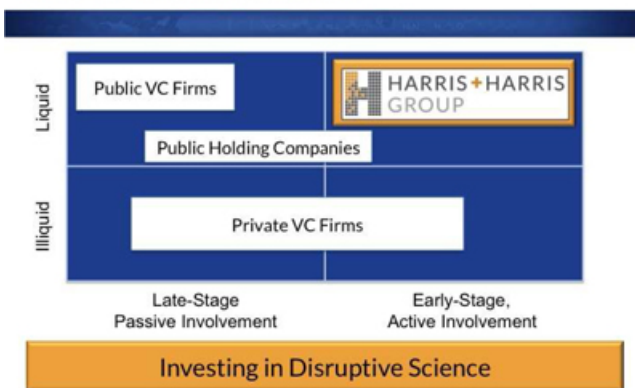 Liquid
Public VC Firms
HARRIS+HARRIS
GROUP
Public Holding Companies
Illiquid
Private VC Firms
Late-Stage
Passive Involvement
Early-Stage,
Active Involvement
Investing in Disruptive Science